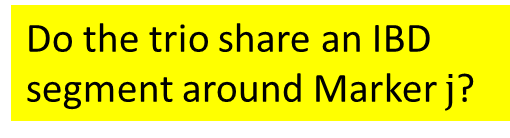 Do the trio share an IBD
segment around Marker j?